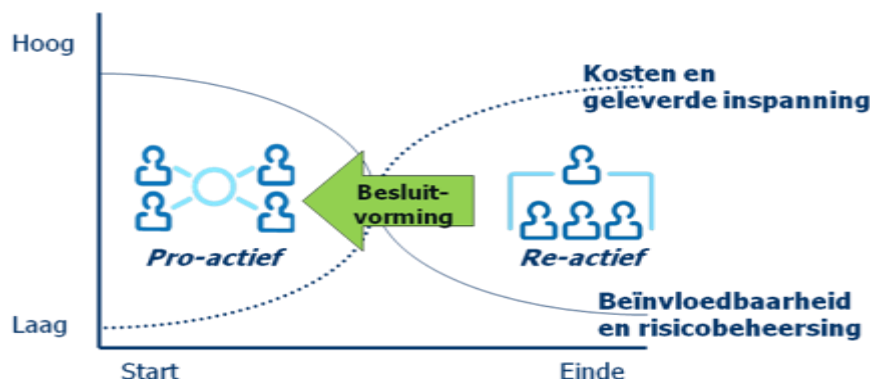 Hoog
Kosten en
geleverde inspanning
Besluit-
vorming
Pro-actief
Re-actief
Beïnvloedbaarheid
en risicobeheersing
Laag
Start
Einde